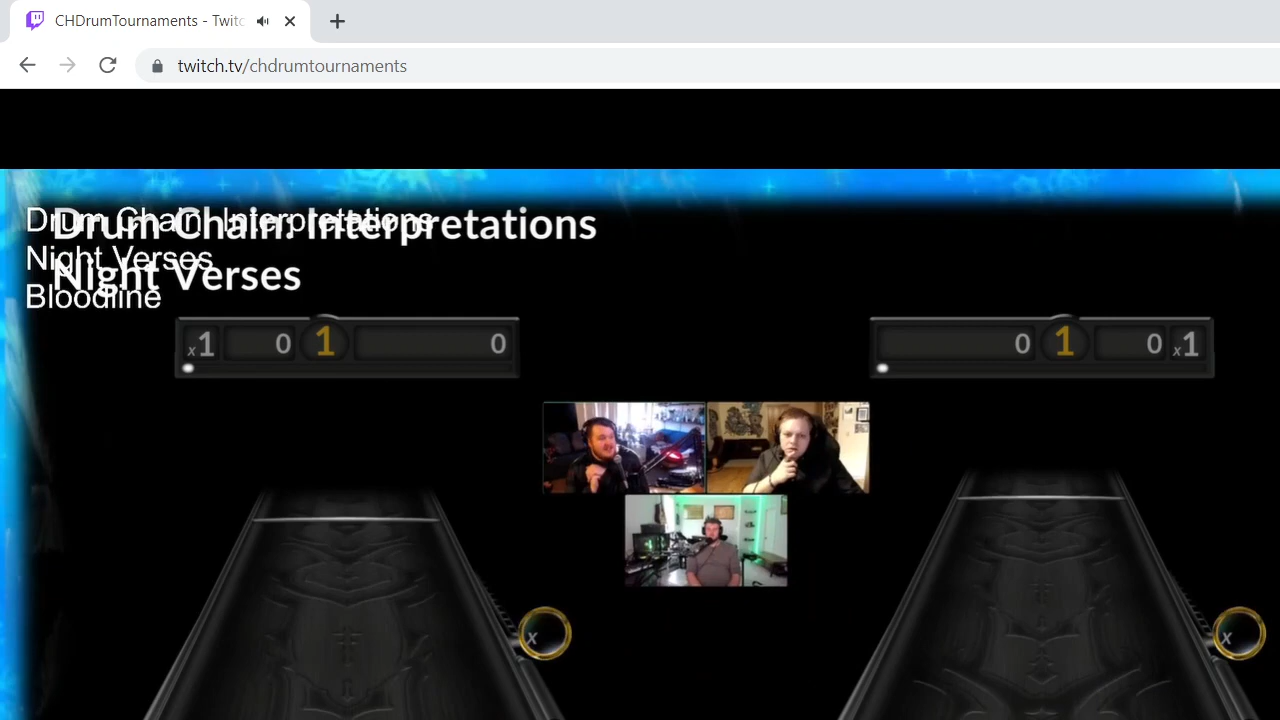 CHDrumTournaments - Twitc
twitch.tv/chdrumtournaments
Drum Chain: Interpretations
Night Verses
Drum Chain: Interpretations
Night Verses
Bloodline
x1 0 1 0
0 1 0 x1
x
x